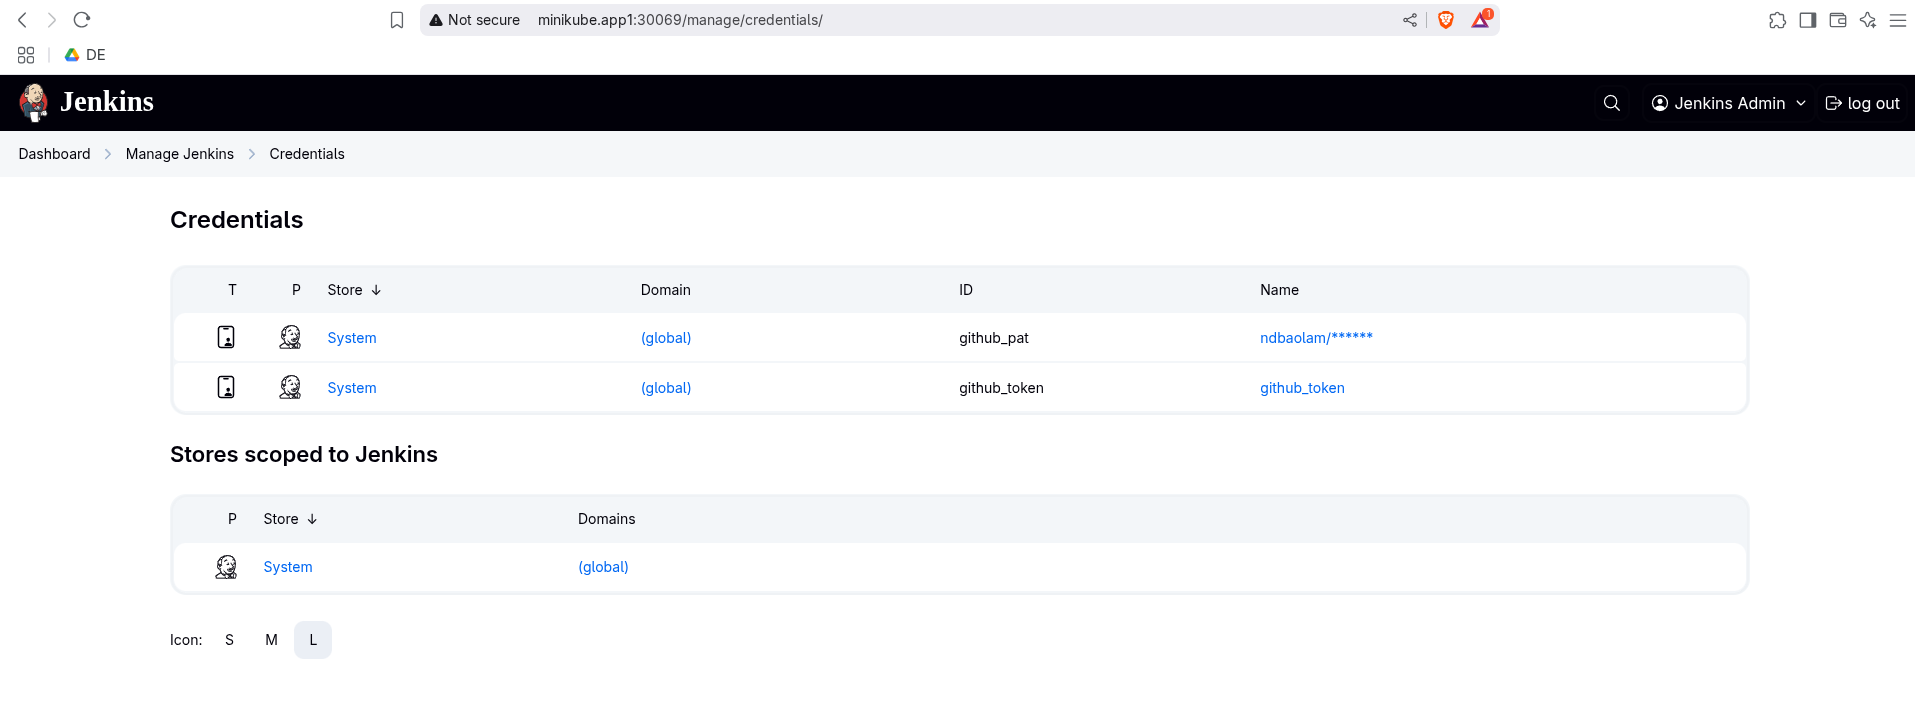 Not secure minikube.app1:30069/manage/credentials/ 1
DE
Jenkins Jenkins Admin log out
Dashboard Manage Jenkins Credentials
Credentials
T P Store ↓ Domain ID Name
System (global) github_pat ndbaolam/******
System (global) github_token github_token
Stores scoped to Jenkins
P Store ↓ Domains
System (global)
Icon: S M L